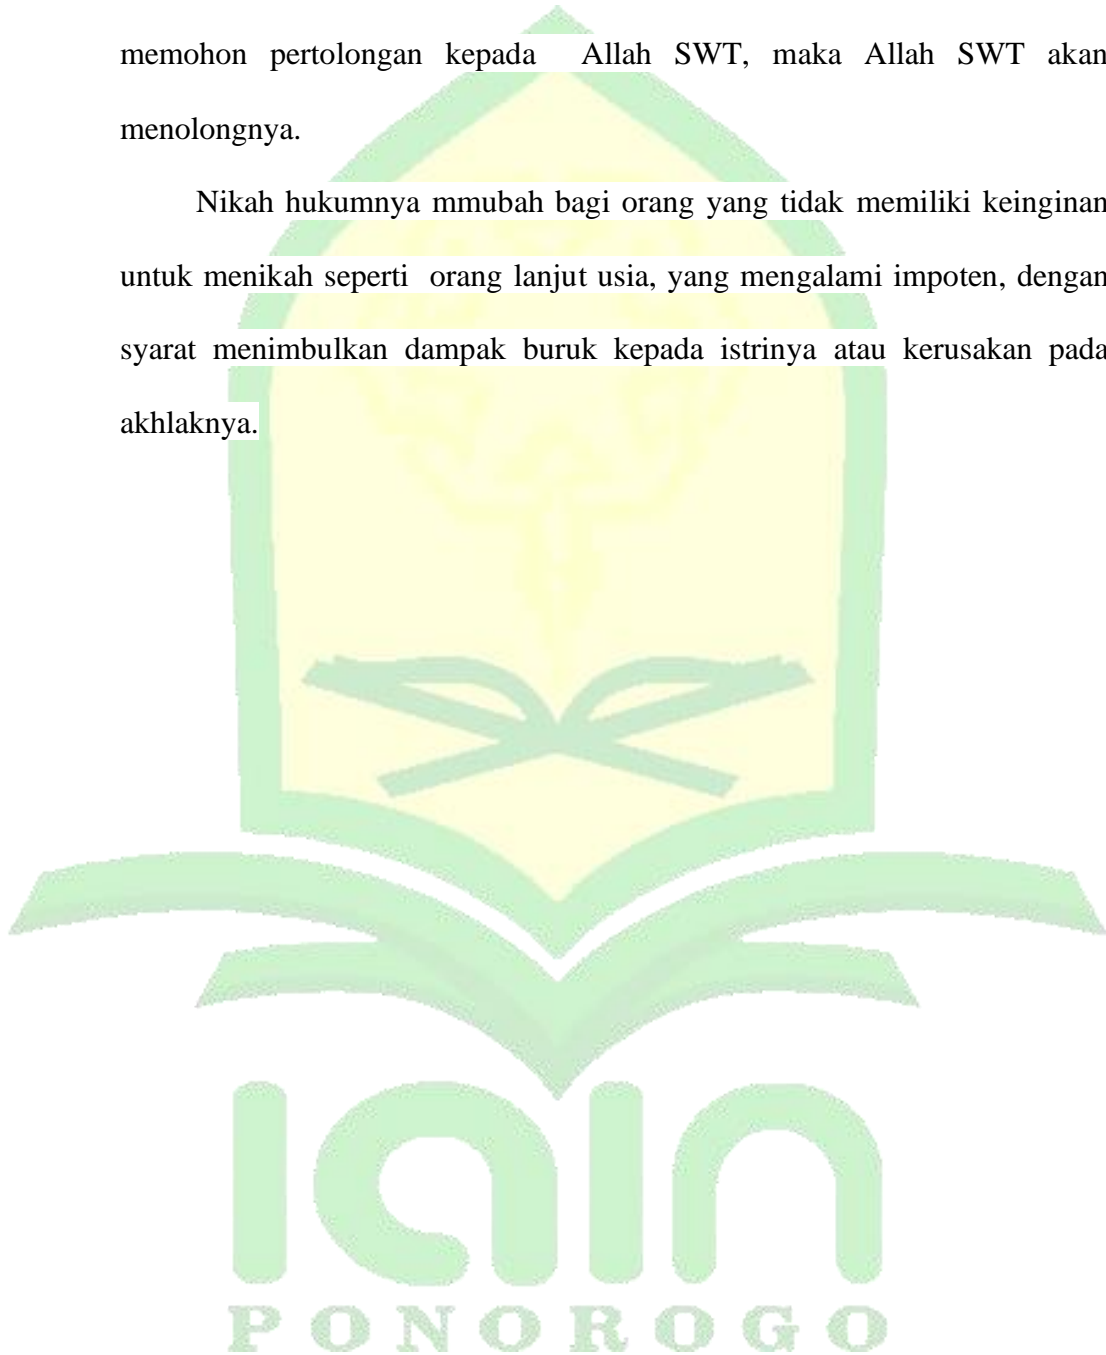 memohon pertolongan kepada Allah SWT, maka Allah SWT akan
menolongnya.
Nikah hukumnya mmubah bagi orang yang tidak memiliki keinginan
untuk menikah seperti orang lanjut usia, yang mengalami impoten, dengan
syarat menimbulkan dampak buruk kepada istrinya atau kerusakan pada
akhlaknya.
iain
PONOROGO